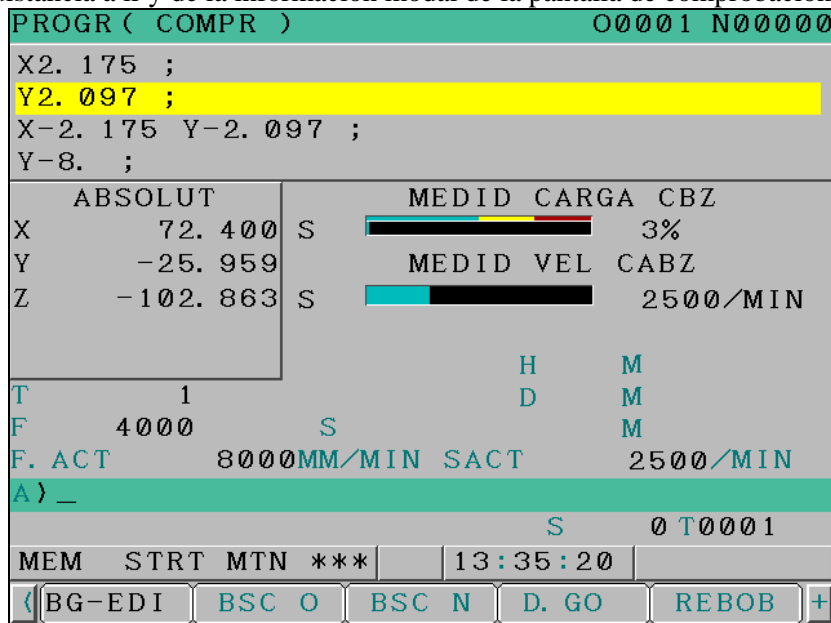 istancia a ir y de la información modal de la pantalla de comprobación
PROGR ( COMPR ) O0001 N00000
X2. 175 ;
Y2. 097 ;
X-2. 175 Y-2. 097 ;
Y-8. ;
ABSOLUT MEDID CARGA CBZ
X 72. 400 S 3%
Y -25. 959 MEDID VEL CABZ
Z -102. 863 S 2500/MIN
H M
T 1 D M
F 4000 S M
F. ACT 8000MM/MIN SACT 2500/MIN
A)_
S 0 T0001
MEM STRT MTN *** 13:35:20
( BG-EDI BSC O BSC N D. GO REBOB +